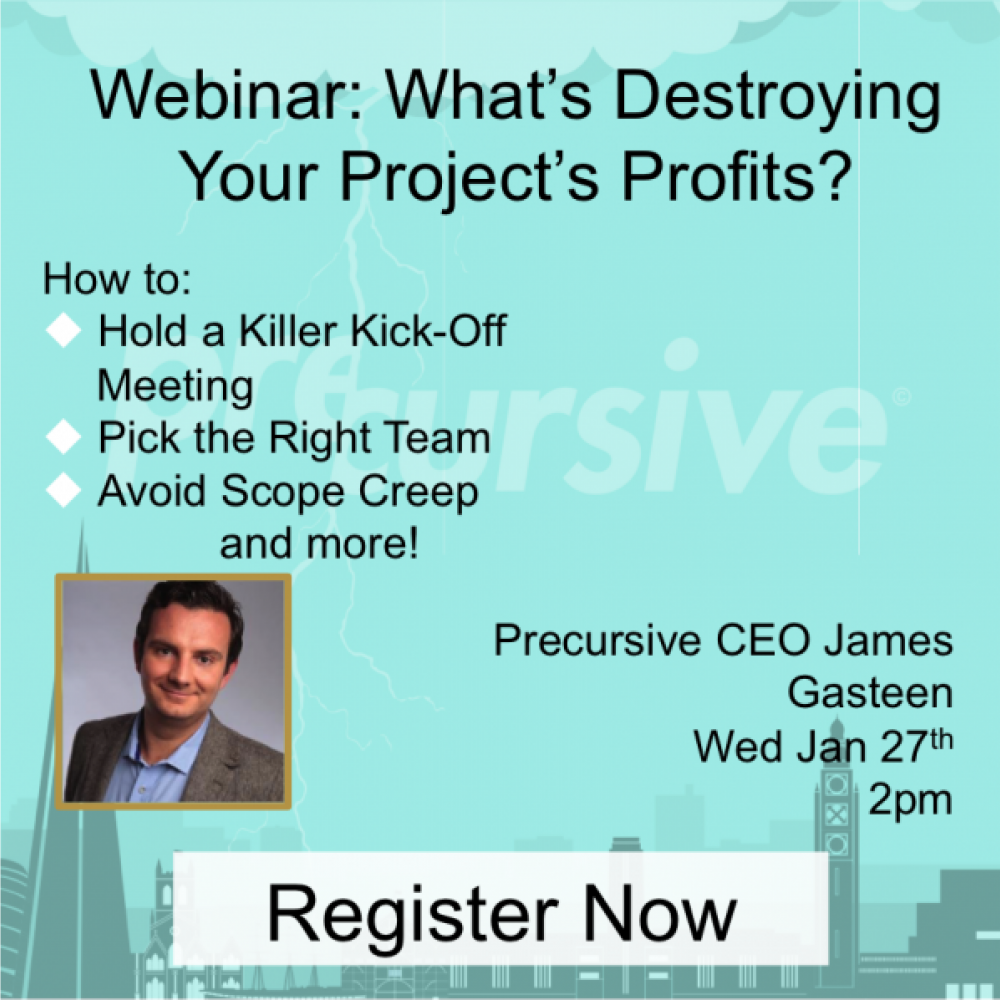 Webinar: What’s Destroying
Your Project’s Profits?
How to:
Hold a Killer Kick-Off
Meeting
Pick the Right Team
Avoid Scope Creep
and more!
precursive©
Precursive CEO James
Gasteen
Wed Jan 27th
2pm
Register Now